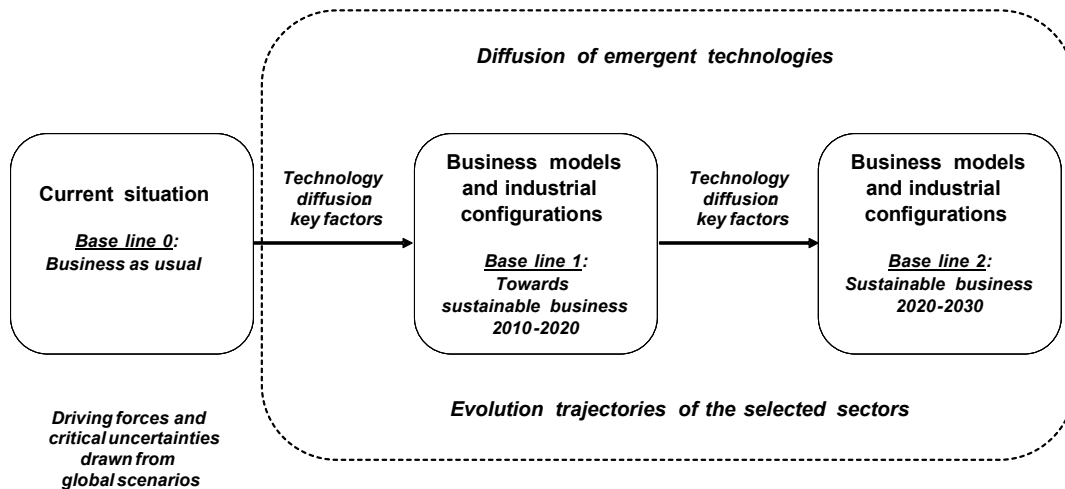 Diffusion of emergent technologies
Current situation
Base line 0:
Business as usual
Technology
diffusion
key factors
Business models
and industrial
configurations
Base line 1:
Towards
sustainable business
2010-2020
Technology
diffusion
key factors
Business models
and industrial
configurations
Base line 2:
Sustainable business
2020-2030
Driving forces and
critical uncertainties
drawn from
global scenarios
Evolution trajectories of the selected sectors